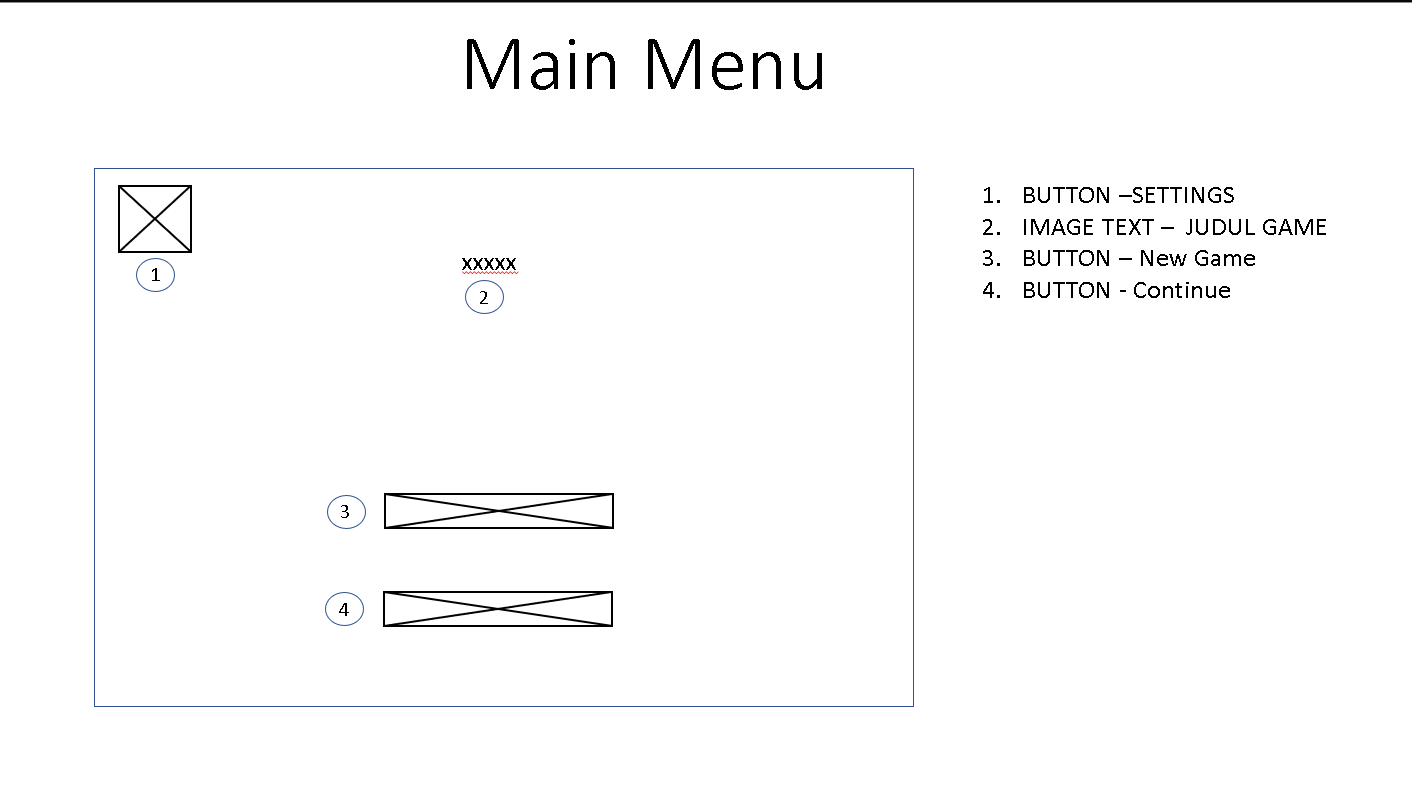 Main Menu
1
xxxxx
2
3
4
1. BUTTON –SETTINGS
2. IMAGE TEXT – JUDUL GAME
3. BUTTON – New Game
4. BUTTON - Continue